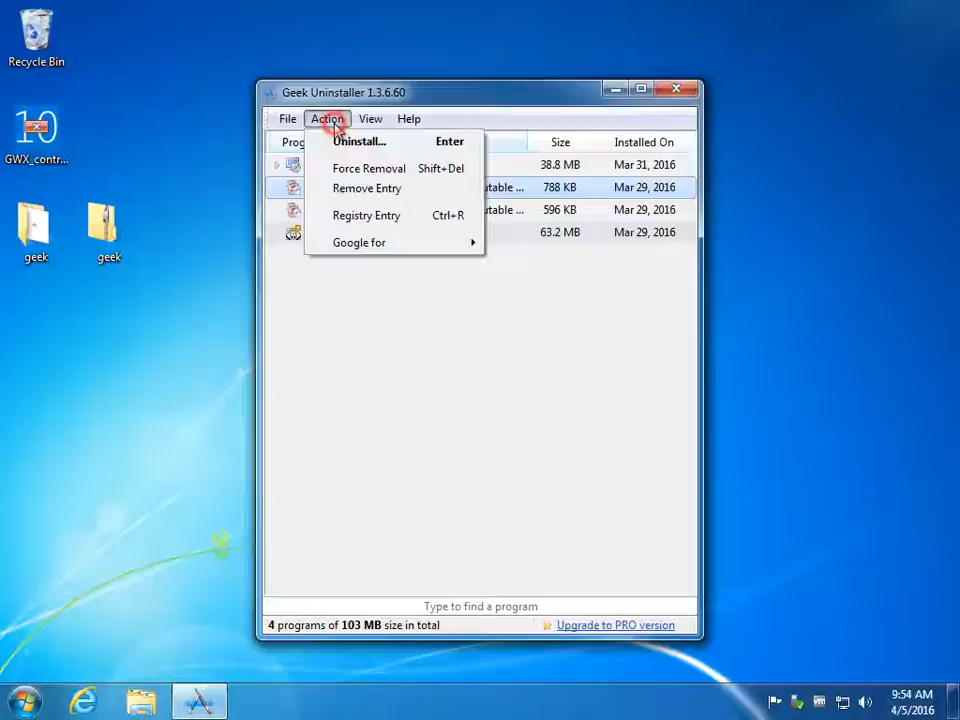 Recycle Bin
GWX_contr...
geek
geek
Geek Uninstaller 1.3.6.60
File Action View Help
Size Installed On
Uninstall... Enter
Force Removal Shift+Del
Remove Entry
Registry Entry Ctrl+R
Google for
38.8 MB Mar 31, 2016
utable ... 788 KB Mar 29, 2016
utable ... 596 KB Mar 29, 2016
63.2 MB Mar 29, 2016
Type to find a program
4 programs of 103 MB size in total
Upgrade to PRO version
9:54 AM
4/5/2016